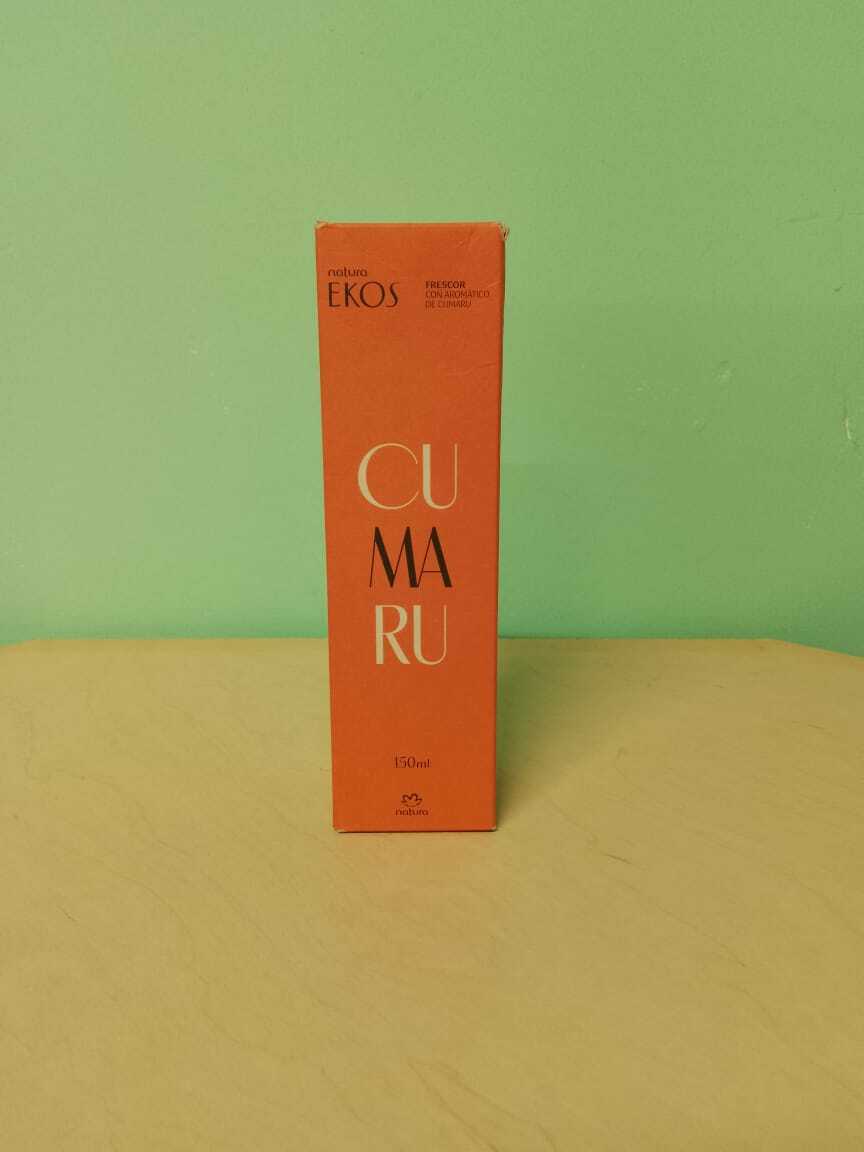 natura
EKOS
FRESCOR
CON AROMÁTICO
DE CUMARU
CU
MA
RU
150ml
natura